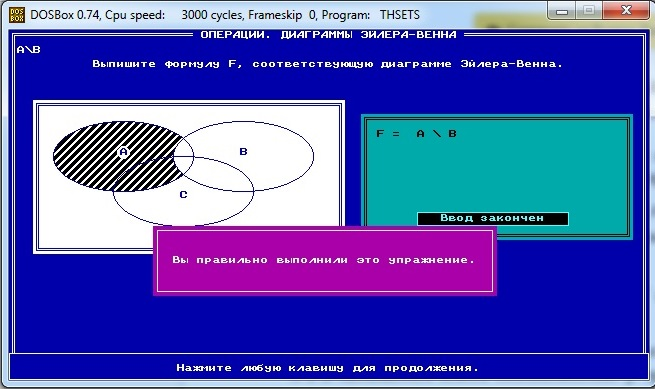 DOSBox 0.74, Cpu speed: 3000 cycles, Frameskip 0, Program: THSETS
ОПЕРАЦИИ. ДИАГРАММЫ ЭЙЛЕРА-ВЕННА
A\B
Выпишите формулу F, соответствующую диаграмме Эйлера-Венна.
A
B
C
F = A \ B
Ввод закончен
Вы правильно выполнили это упражнение.
Нажмите любую клавишу для продолжения.